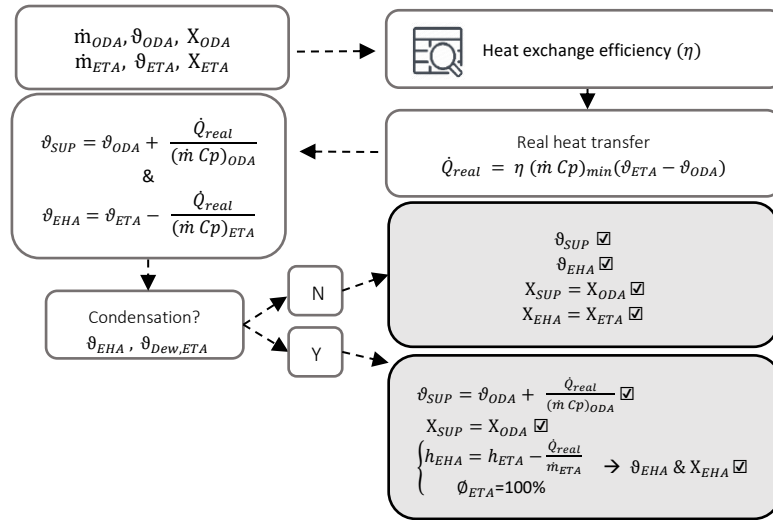 ṁ_ODA, ϑ_ODA, X_ODA
ṁ_ETA, ϑ_ETA, X_ETA
Heat exchange efficiency (η)
Real heat transfer
Q̇_real = η (ṁ Cp)_min(ϑ_ETA − ϑ_ODA)
ϑ_SUP = ϑ_ODA + Q̇_real / (ṁ Cp)_ODA
&
ϑ_EHA = ϑ_ETA − Q̇_real / (ṁ Cp)_ETA
Condensation?
ϑ_EHA , ϑ_Dew,ETA
N
ϑ_SUP ☑
ϑ_EHA ☑
X_SUP = X_ODA ☑
X_EHA = X_ETA ☑
Y
ϑ_SUP = ϑ_ODA + Q̇_real / (ṁ Cp)_ODA ☑
X_SUP = X_ODA ☑
{ h_EHA = h_ETA − Q̇_real / ṁ_ETA → ϑ_EHA & X_EHA ☑
Ø_ETA=100%